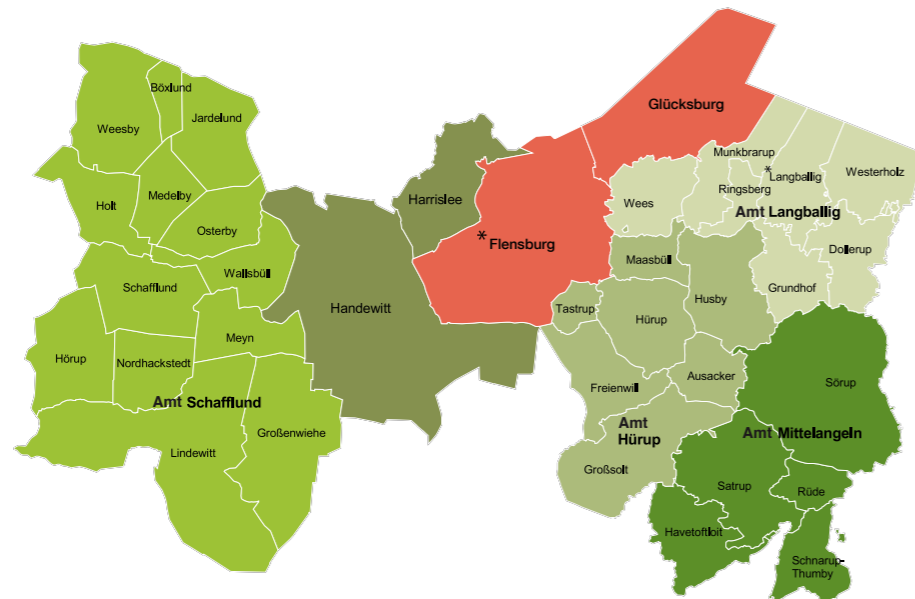 Böxlund
Weesby
Jardelund
Medelby
Holt
Osterby
Wallsbüll
Schafflund
Meyn
Hörup
Nordhackstedt
Amt Schafflund
Großenwiehe
Lindewitt
Handewitt
Harrislee
*
Flensburg
Glücksburg
Munkbrarup
*
Langballig
Westerholz
Ringsberg
Wees
Amt Langballig
Dollerup
Grundhof
Maasbüll
Husby
Tastrup
Hürup
Ausacker
Freienwill
Amt
Hürup
Großsolt
Sörup
Amt Mittelangeln
Satrup
Rüde
Havetoftloit
Schnarup-
Thumby